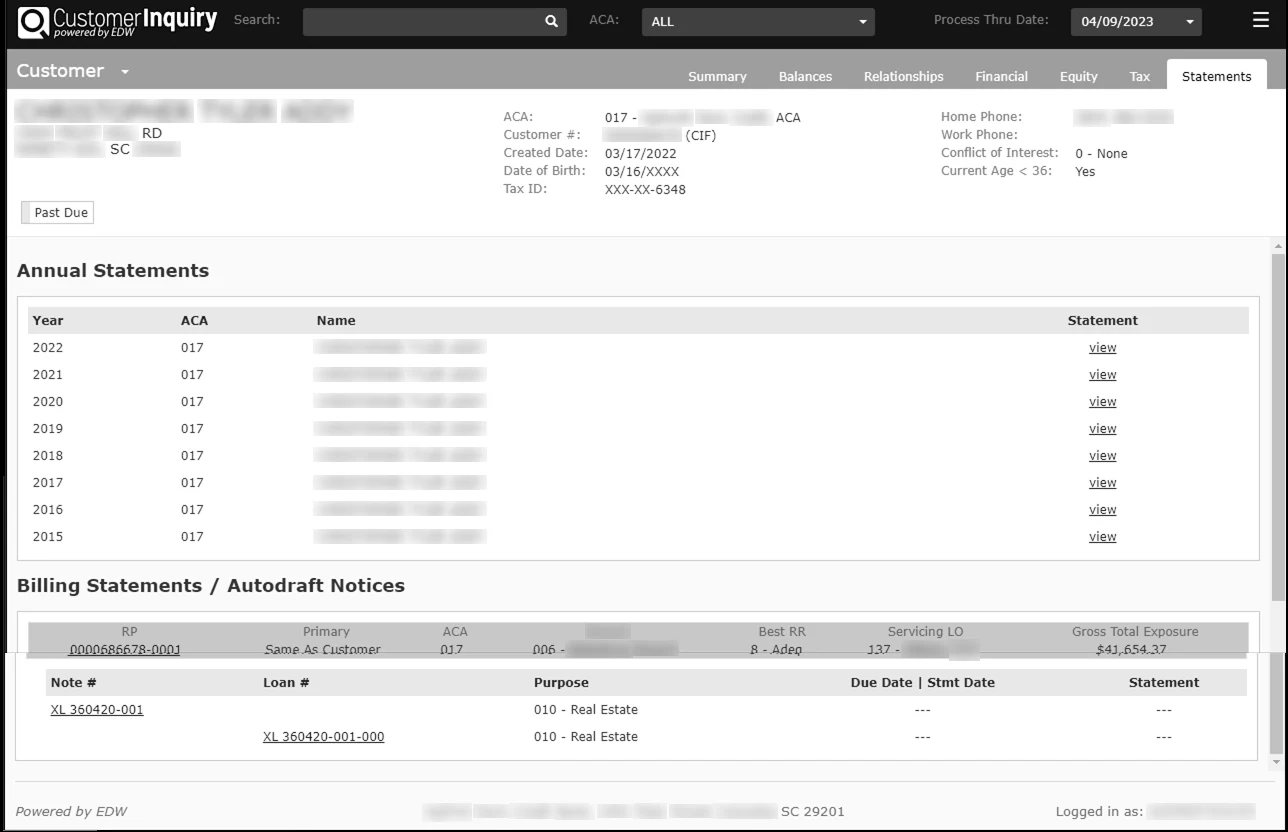 CustomerInquiry Search: ACA: ALL Process Thru Date: 04/09/2023
powered by EDW
Customer Summary Balances Relationships Financial Equity Tax Statements
RD
SC
ACA: 017 - ACA
Customer #: (CIF)
Created Date: 03/17/2022
Date of Birth: 03/16/XXXX
Tax ID: XXX-XX-6348
Home Phone:
Work Phone:
Conflict of Interest: 0 - None
Current Age < 36: Yes
Past Due
Annual Statements
Year ACA Name Statement
2022 017 view
2021 017 view
2020 017 view
2019 017 view
2018 017 view
2017 017 view
2016 017 view
2015 017 view
Billing Statements / Autodraft Notices
RP Primary ACA Best RR Servicing LO Gross Total Exposure
0000686678-0001 Same As Customer 017 006 - 8 - Adeq 137 - $41,654.37
Note # Loan # Purpose Due Date | Stmt Date Statement
XL 360420-001 010 - Real Estate --- ---
XL 360420-001-000 010 - Real Estate --- ---
Powered by EDW SC 29201 Logged in as: